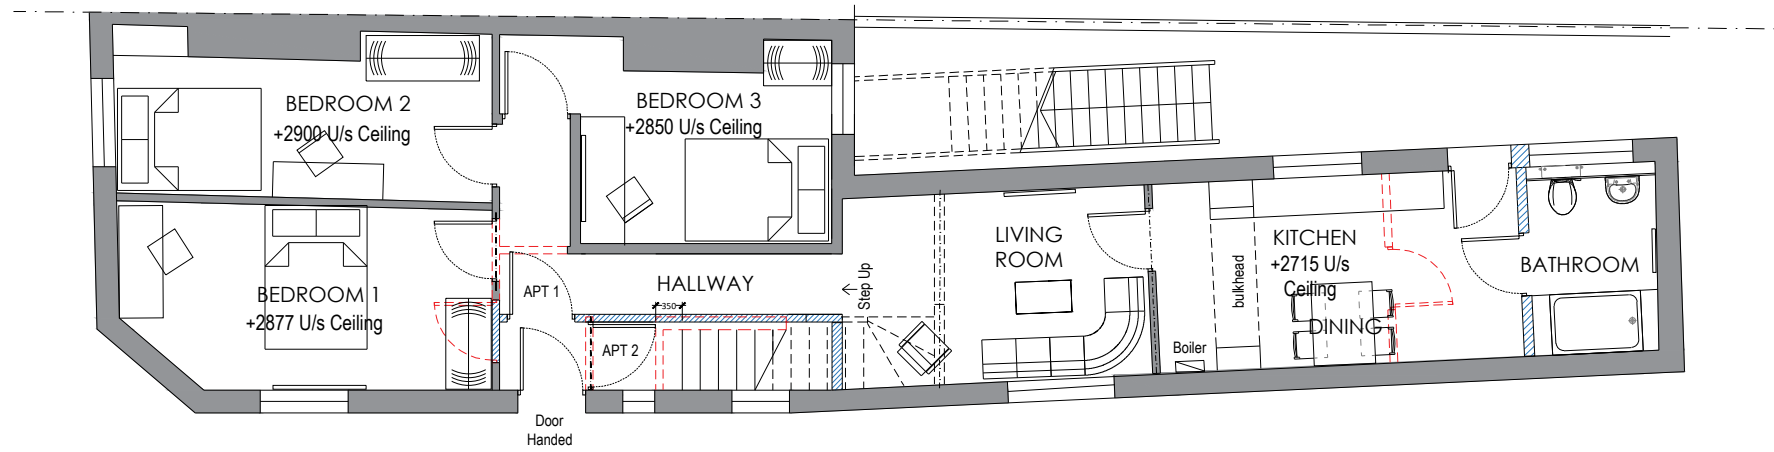 BEDROOM 2
+2900 U/s Ceiling
BEDROOM 3
+2850 U/s Ceiling
BEDROOM 1
+2877 U/s Ceiling
APT 1
HALLWAY
350
APT 2
Step Up
LIVING
ROOM
bulkhead
KITCHEN
+2715 U/s
Ceiling
DINING
Boiler
BATHROOM
Door
Handed